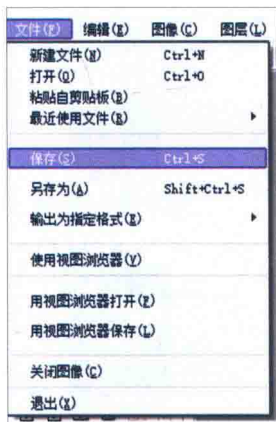 文件(F) 编辑(E) 图像(C) 图层(L)
新建文件(N) Ctrl+N
打开(O) Ctrl+O
粘贴自剪贴板(B)
最近使用文件(R)
保存(S) Ctrl+S
另存为(A) Shift+Ctrl+S
输出为指定格式(E)
使用视图浏览器(V)
用视图浏览器打开(P)
用视图浏览器保存(L)
关闭图像(C)
退出(X)